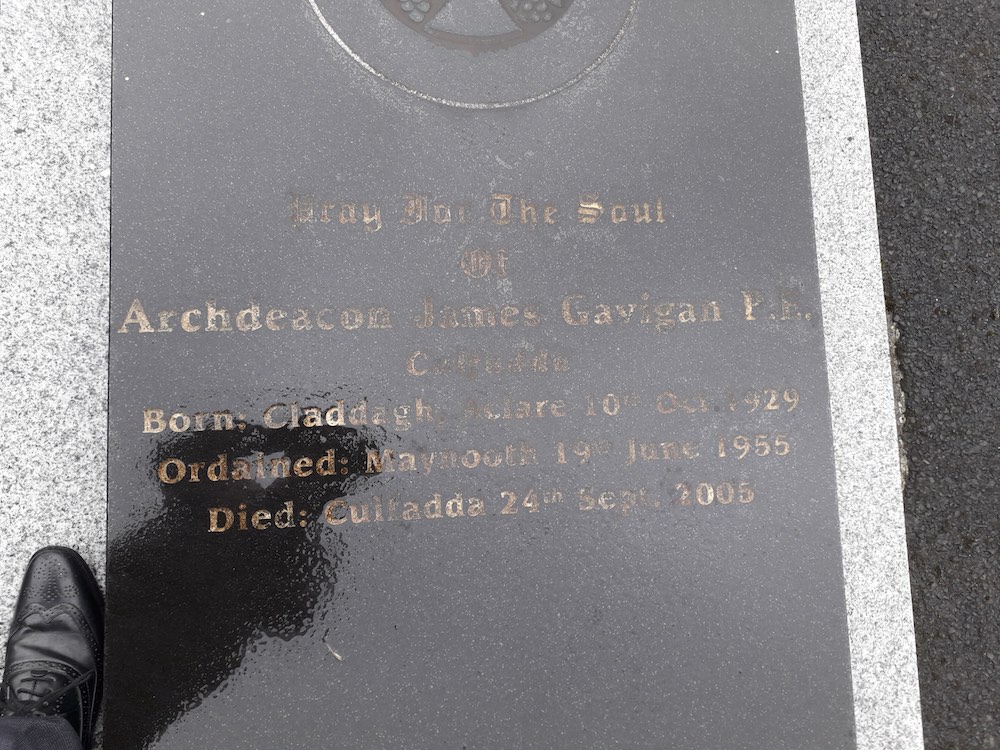 Pray For The Soul
Of
Archdeacon James Gavigan P.E.
Culfadda
Born: Claddagh, Aclare 10th Oct. 1929
Ordained: Maynooth 19th June 1955
Died: Culfadda 24th Sept. 2005